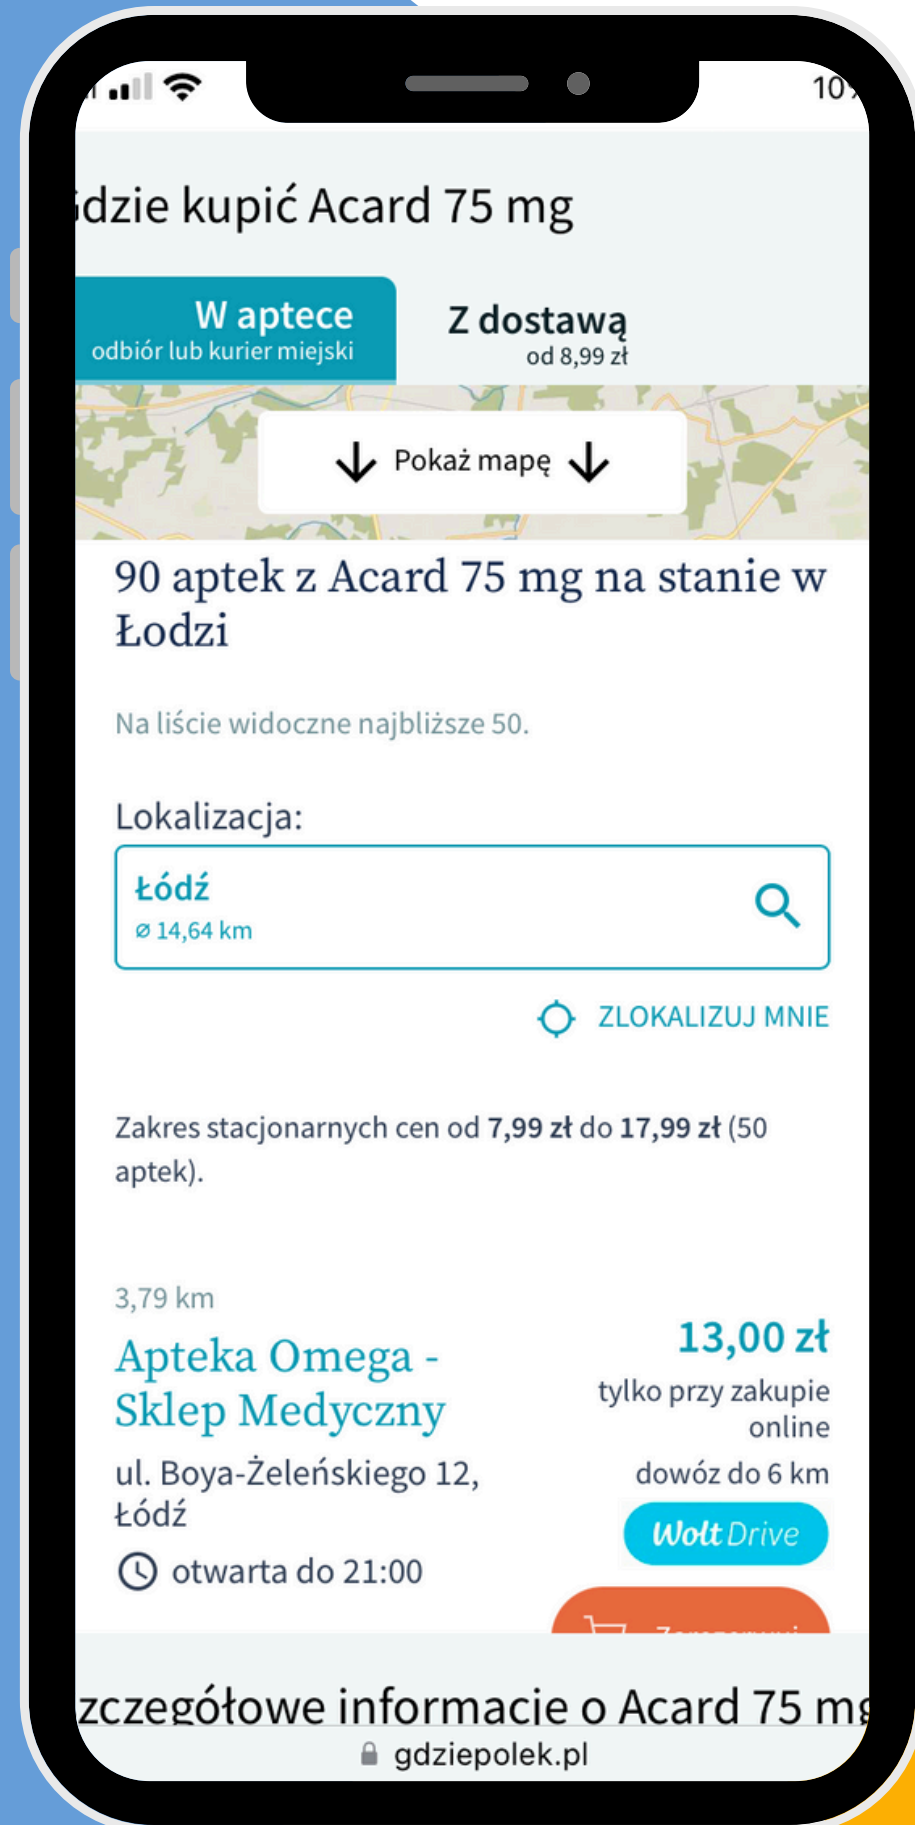 Gdzie kupić Acard 75 mg
W aptece
odbiór lub kurier miejski
Z dostawą
od 8,99 zł
Pokaż mapę
90 aptek z Acard 75 mg na stanie w
Łodzi
Na liście widoczne najbliższe 50.
Lokalizacja:
Łódź
⌀ 14,64 km
ZLOKALIZUJ MNIE
Zakres stacjonarnych cen od 7,99 zł do 17,99 zł (50
aptek).
3,79 km
Apteka Omega -
Sklep Medyczny
ul. Boya-Żeleńskiego 12,
Łódź
otwarta do 21:00
13,00 zł
tylko przy zakupie
online
dowóz do 6 km
Wolt Drive
zczegółowe informacje o Acard 75 mg
gdziepolek.pl